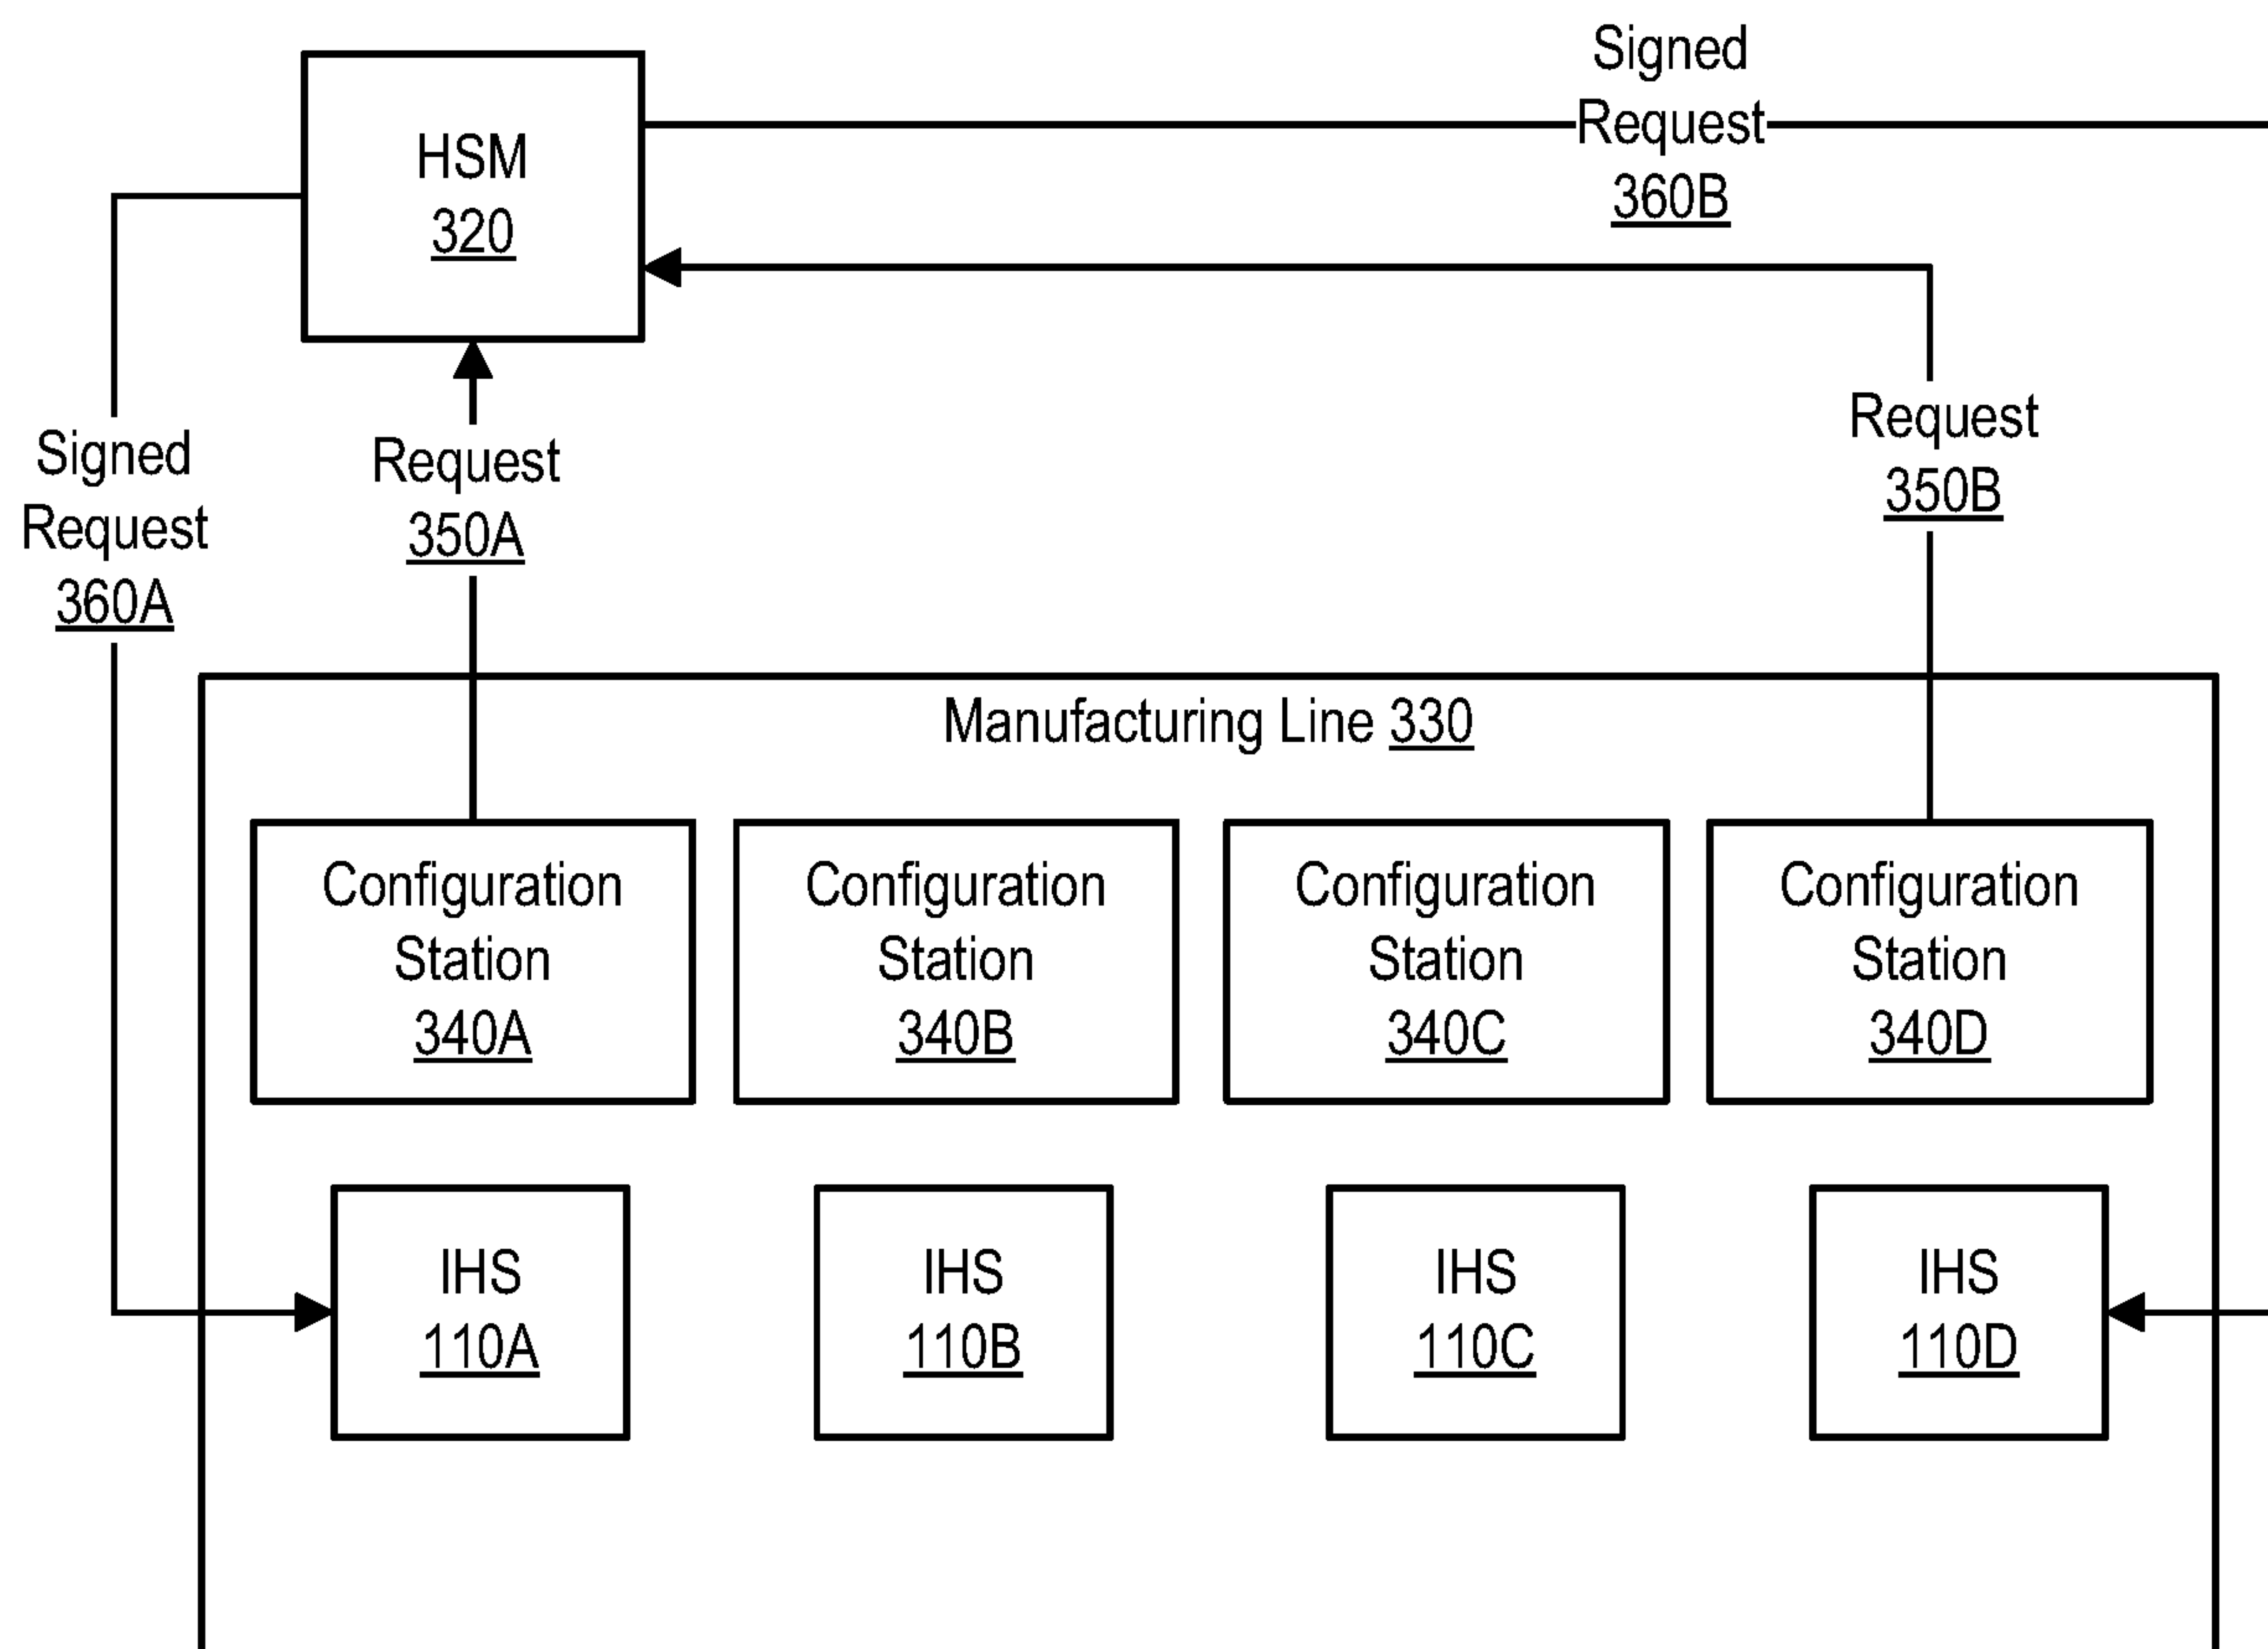 Signed
Request
360B
HSM
320
Signed
Request
360A
Request
350A
Request
350B
Manufacturing Line 330
Configuration
Station
340A
Configuration
Station
340B
Configuration
Station
340C
Configuration
Station
340D
IHS
110A
IHS
110B
IHS
110C
IHS
110D